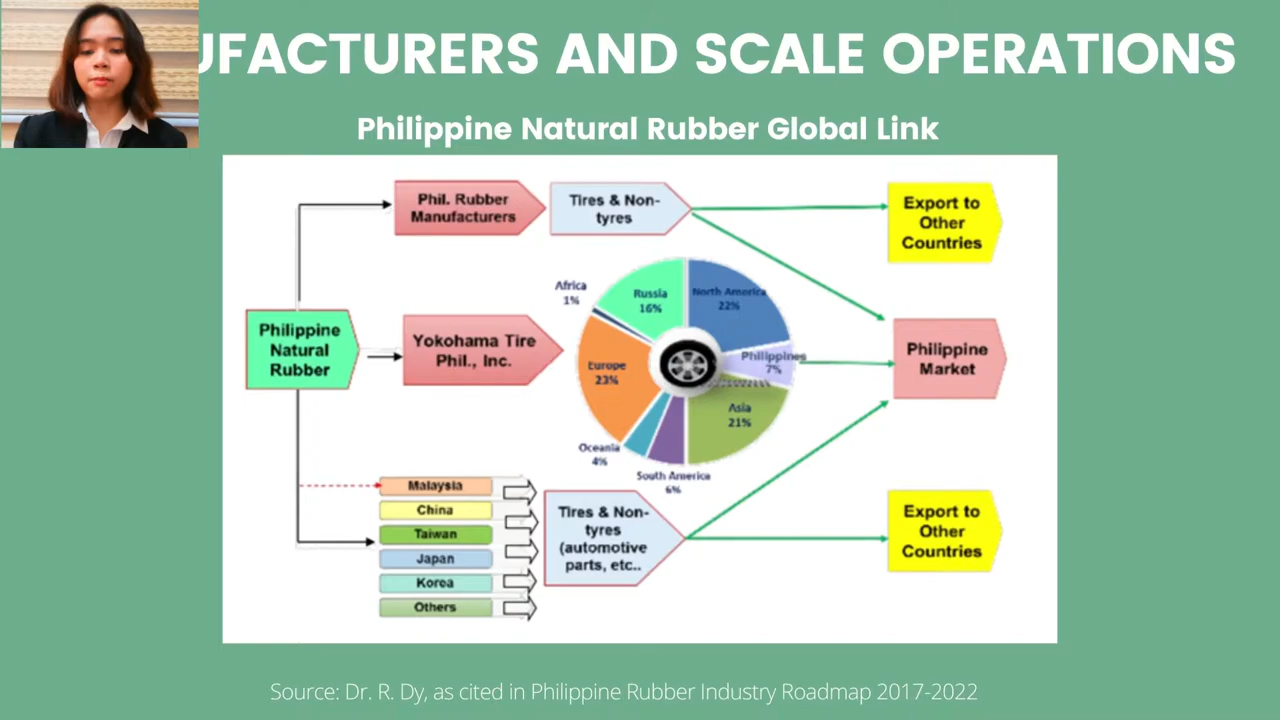 UFACTURERS AND SCALE OPERATIONS
Philippine Natural Rubber Global Link
Phil. Rubber
Manufacturers
Tires & Non-
tyres
Export to
Other
Countries
Africa
1%
Russia
16%
North America
22%
Philippine
Natural
Rubber
Yokohama Tire
Phil., Inc.
Europe
23%
Philippines
7%
Philippine
Market
Asia
21%
Oceania
4%
South America
6%
Malaysia
China
Taiwan
Japan
Korea
Others
Tires & Non-
tyres
(automotive
parts, etc..
Export to
Other
Countries
Source: Dr. R. Dy, as cited in Philippine Rubber Industry Roadmap 2017-2022